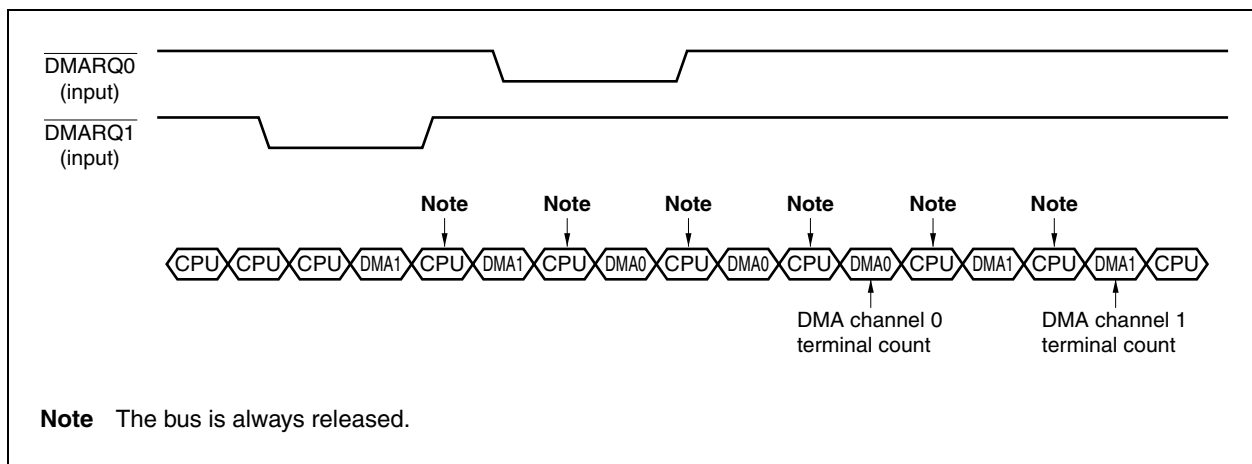 DMARQ0
(input)
DMARQ1
(input)
Note Note Note Note Note Note
CPU CPU CPU DMA1 CPU DMA1 CPU DMA0 CPU DMA0 CPU DMA0 CPU DMA1 CPU DMA1 CPU
DMA channel 0
terminal count
DMA channel 1
terminal count
Note The bus is always released.